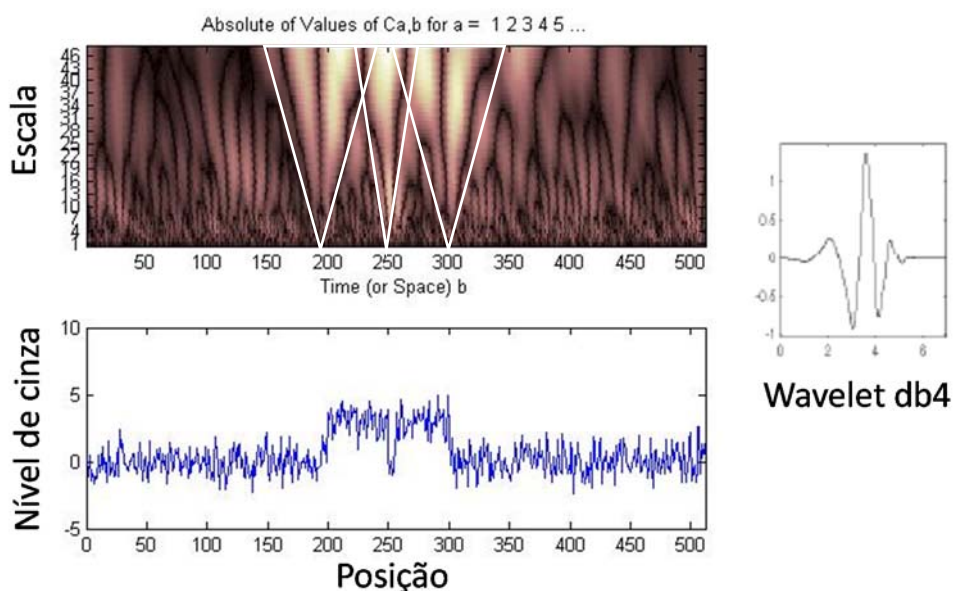 Absolute of Values of Ca,b for a = 1 2 3 4 5 ...
Escala
46
43
40
37
34
31
28
25
22
19
16
13
10
7
4
1
50 100 150 200 250 300 350 400 450 500
Time (or Space) b
1
0.5
0
-0.5
-1
0 2 4 6
Wavelet db4
Nível de cinza
10
5
0
-5
0 50 100 150 200 250 300 350 400 450 500
Posição